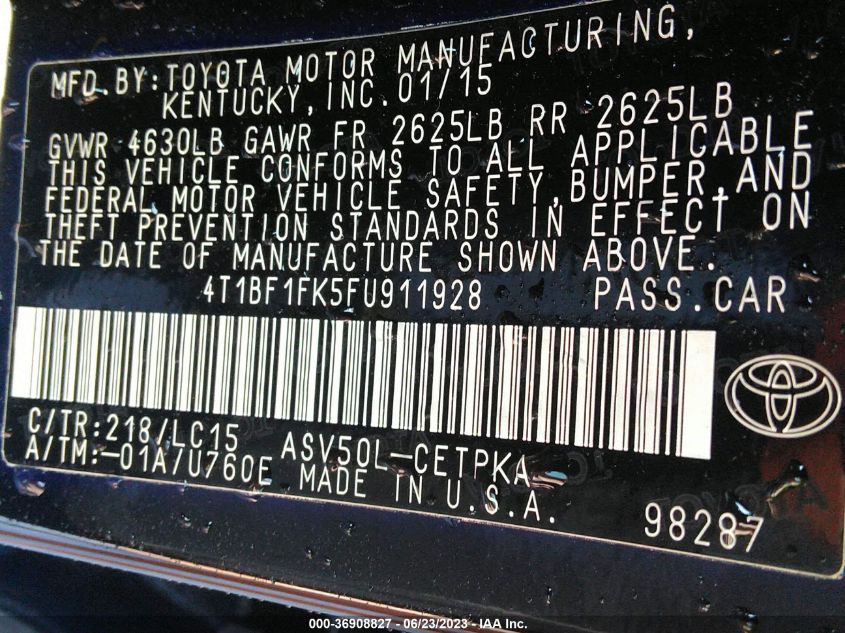 MFD.BY:TOYOTA MOTOR MANUFACTURING,
KENTUCKY,INC.01/15
GVWR 4630LB GAWR FR 2625LB RR 2625LB
THIS VEHICLE CONFORMS TO ALL APPLICABLE
FEDERAL MOTOR VEHICLE SAFETY,BUMPER,AND
THEFT PREVENTION STANDARDS IN EFFECT ON
THE DATE OF MANUFACTURE SHOWN ABOVE.
4T1BF1FK5FU911928 PASS.CAR
C/TR:218/LC15 ASV50L-CETPKA
A/TM:-01A/U760E MADE IN U.S.A.
98287
000-36908827 - 06/23/2023 - IAA Inc.